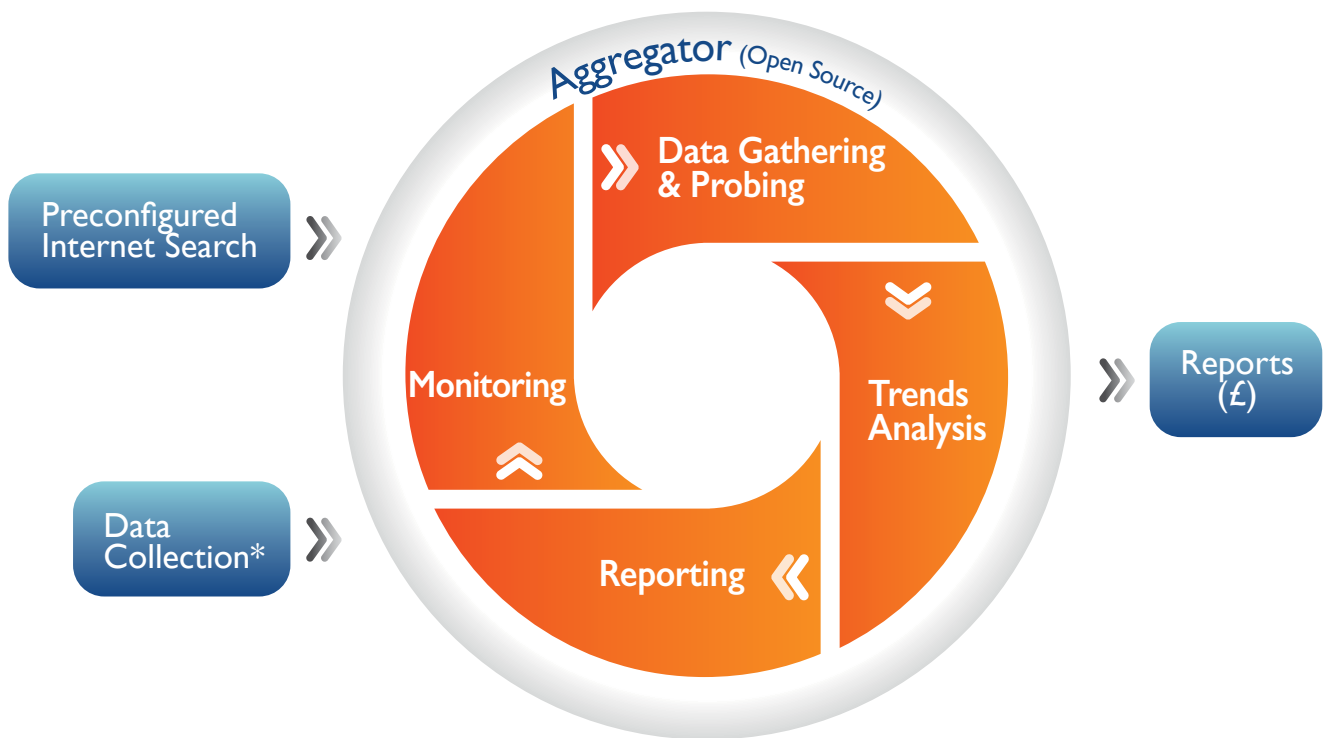 Aggregator (Open Source)
Data Gathering
& Probing
Preconfigured
Internet Search
Monitoring
Trends
Analysis
Reports
(£)
Data
Collection*
Reporting